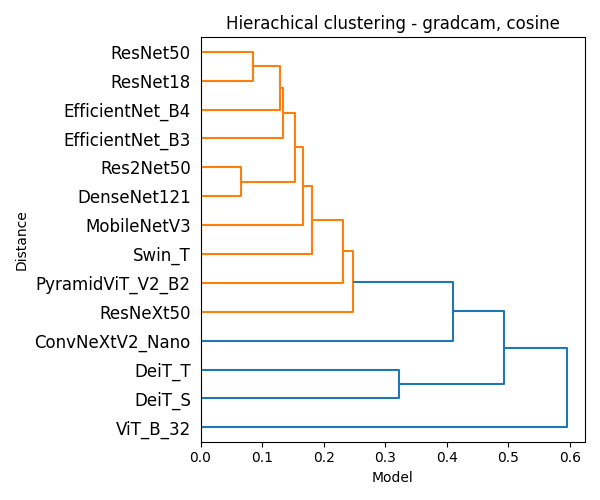 Hierachical clustering - gradcam, cosine
ResNet50
ResNet18
EfficientNet_B4
EfficientNet_B3
Res2Net50
DenseNet121
MobileNetV3
Swin_T
PyramidViT_V2_B2
ResNeXt50
ConvNeXtV2_Nano
DeiT_T
DeiT_S
ViT_B_32
Distance
0.0 0.1 0.2 0.3 0.4 0.5 0.6
Model